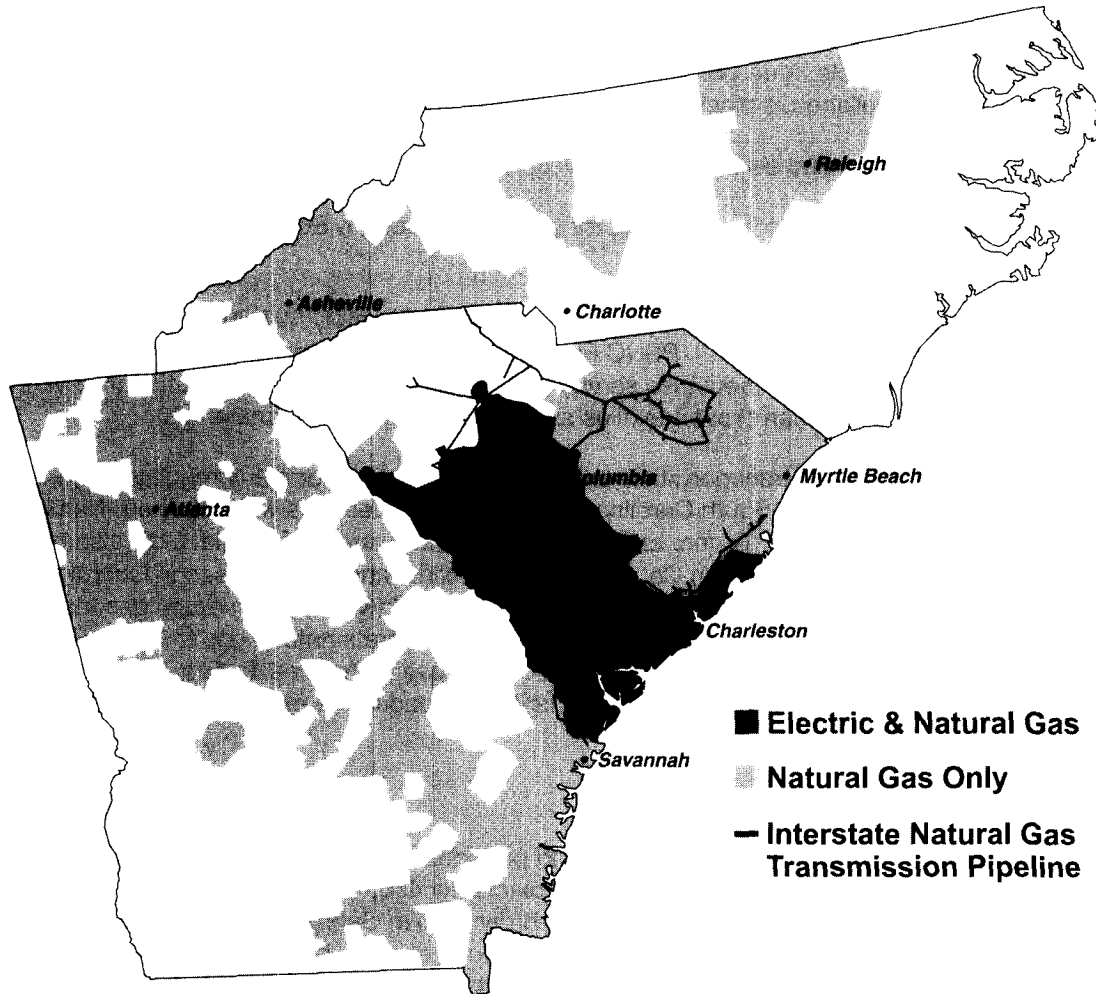 Raleigh
Asheville
Charlotte
Columbia
Myrtle Beach
Atlanta
Charleston
Savannah
Electric & Natural Gas
Natural Gas Only
Interstate Natural Gas
Transmission Pipeline